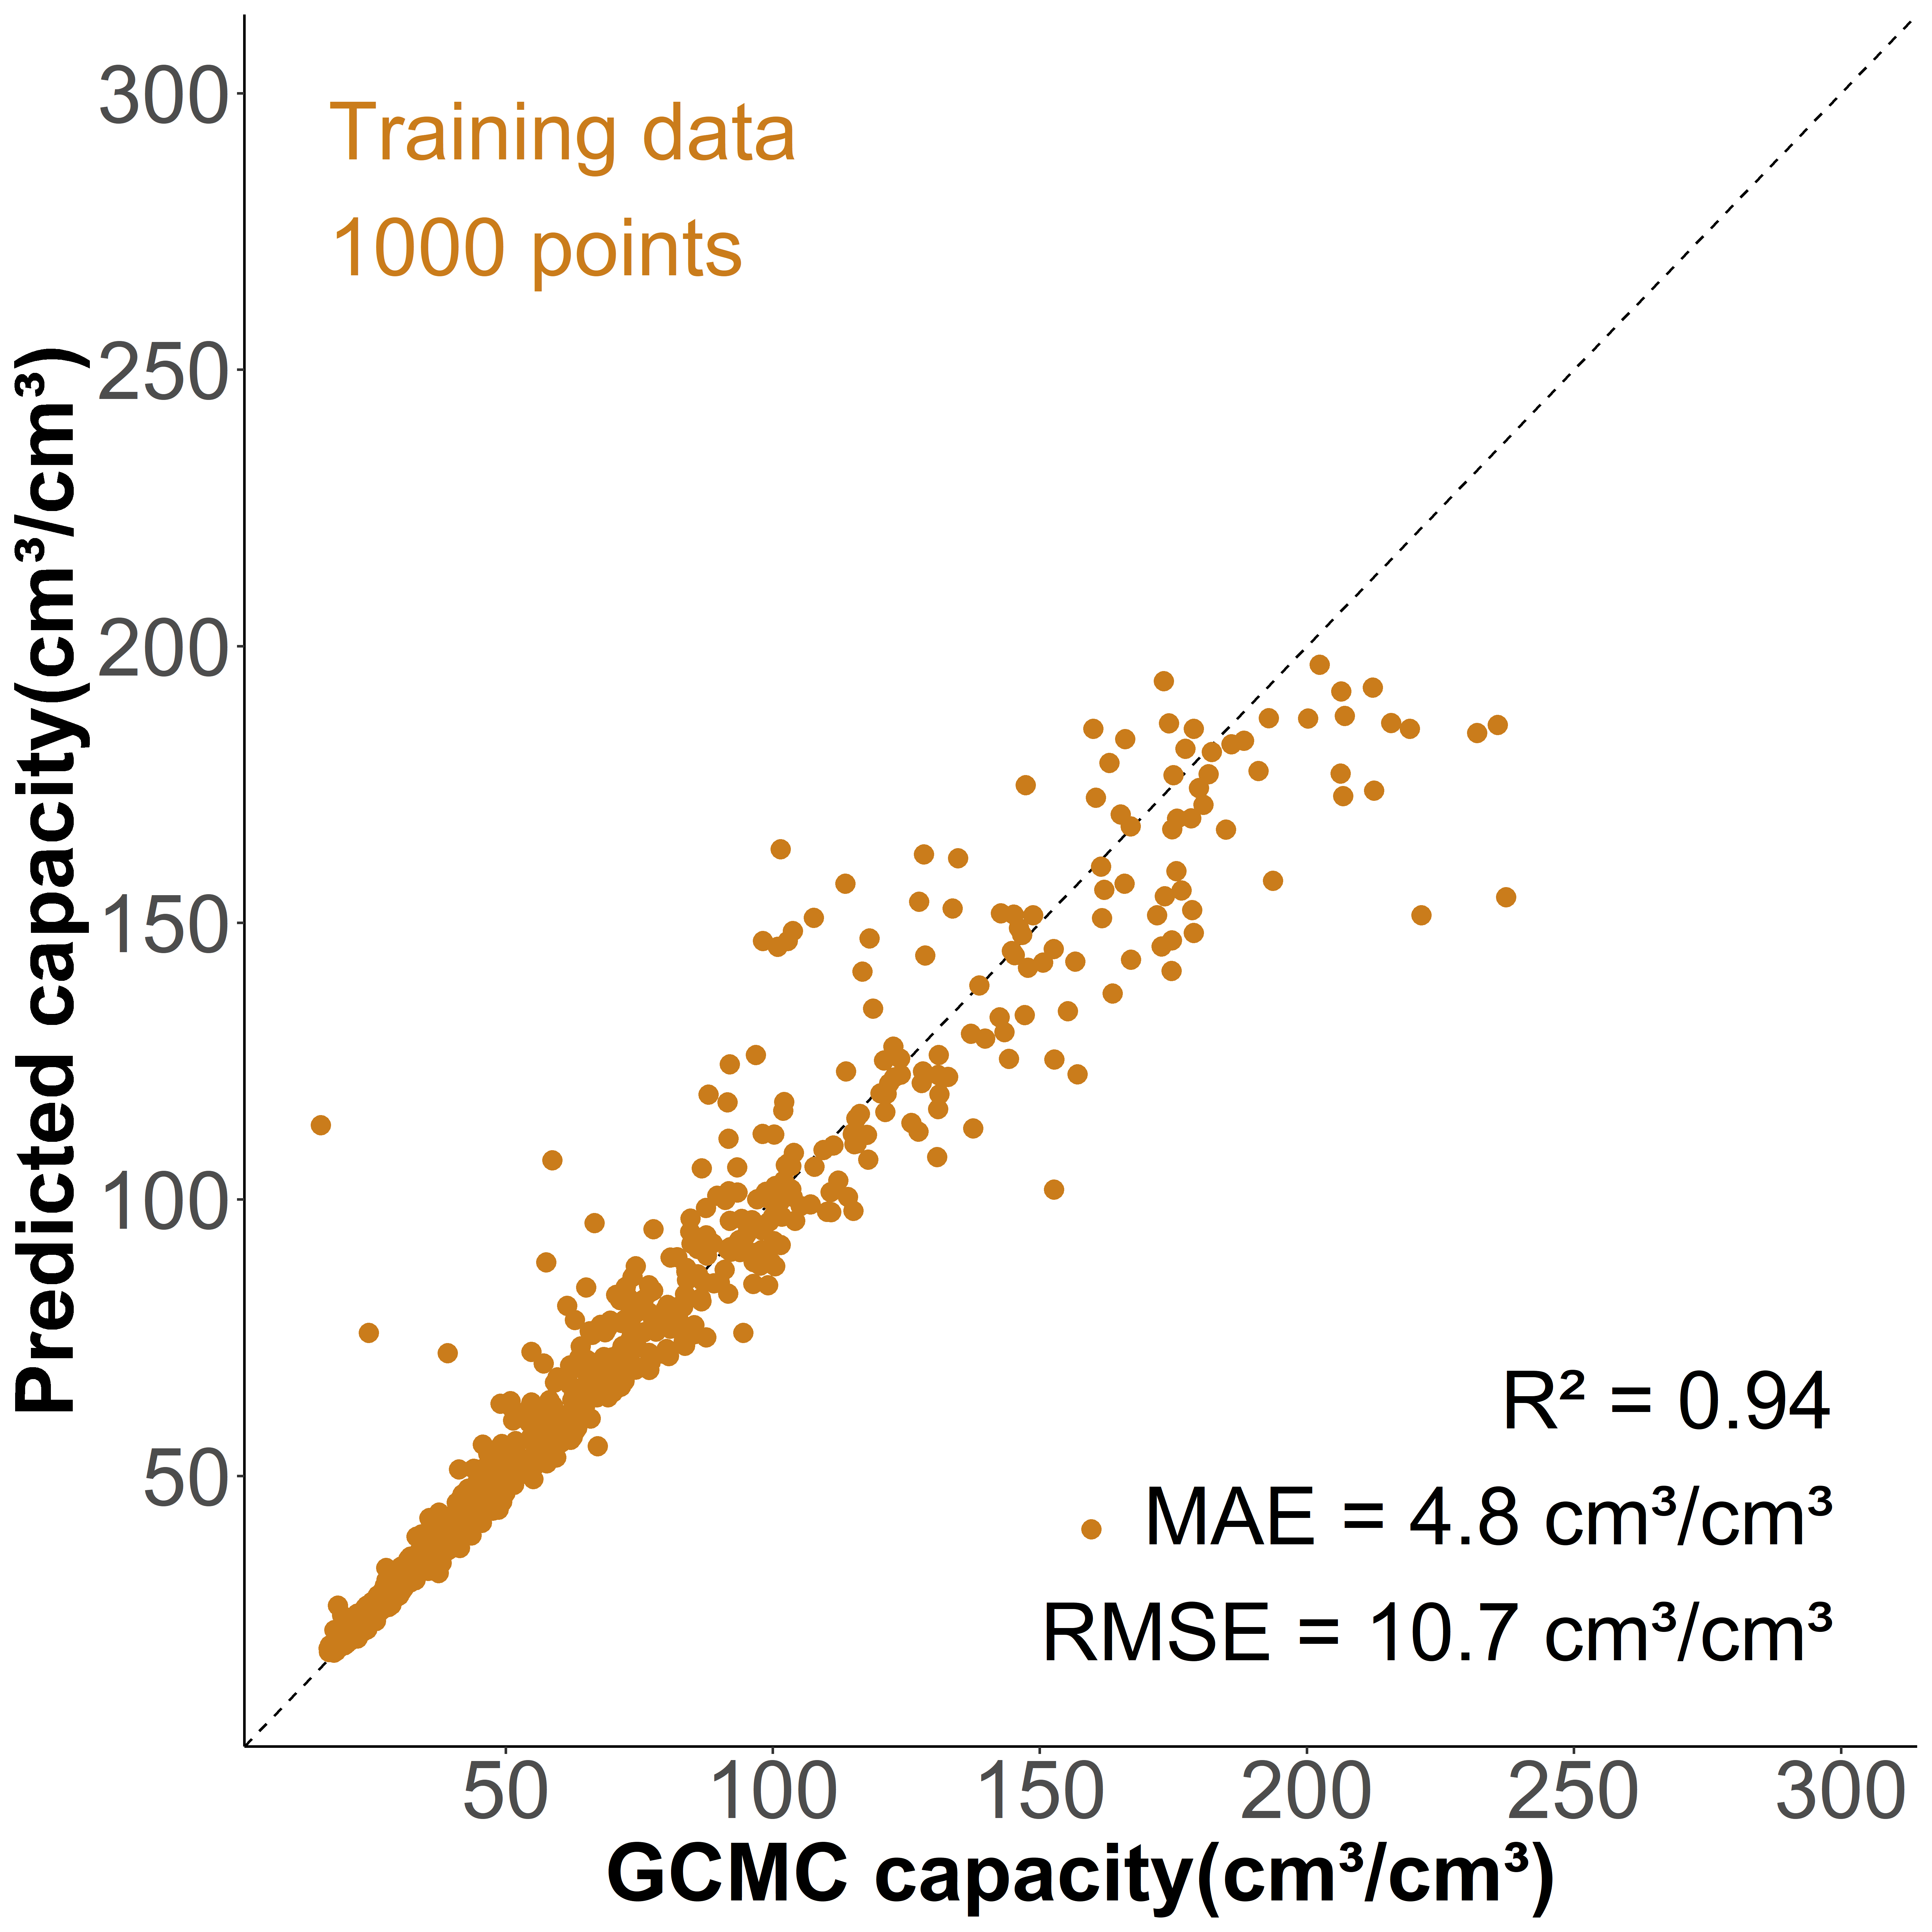 Training data
1000 points
Predicted capacity(cm³/cm³)
300
250
200
150
100
50
R² = 0.94
MAE = 4.8 cm³/cm³
RMSE = 10.7 cm³/cm³
50 100 150 200 250 300
GCMC capacity(cm³/cm³)